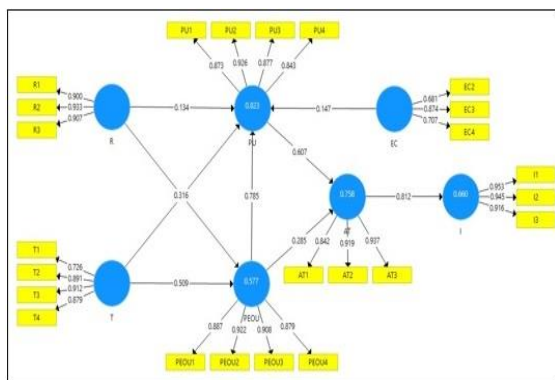 PU1 PU2 PU3 PU4
0.873 0.926 0.877 0.843
R1 0.900
R2 0.933
R3 0.907
R
0.134
0.823
PU
0.147
EC
0.681 EC2
0.874 EC3
0.707 EC4
0.607
0.316
0.785
0.758
AT
0.812
0.660
I
0.953 I1
0.945 I2
0.916 I3
0.285
0.842 0.919 0.937
AT1 AT2 AT3
T1 0.726
T2 0.891
T3 0.912
T4 0.879
T
0.509
0.577
PEOU
0.887 0.922 0.908 0.879
PEOU1 PEOU2 PEOU3 PEOU4